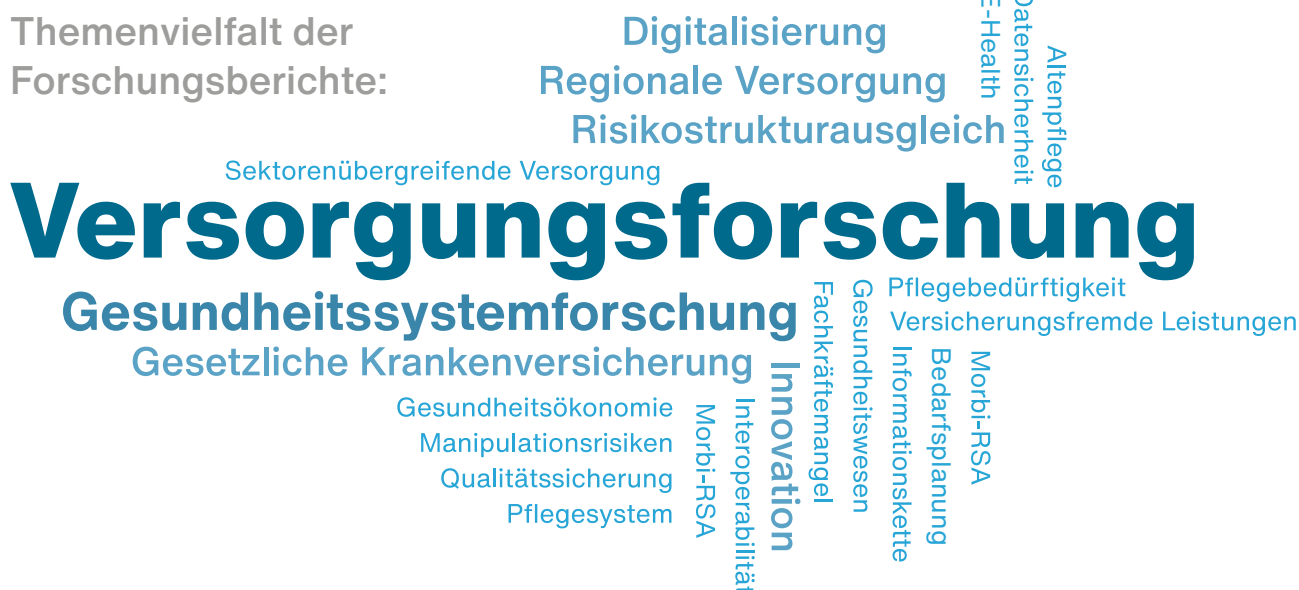 Themenvielfalt der
Forschungsberichte:
Digitalisierung
Regionale Versorgung
Risikostrukturausgleich
E-Health
Datensicherheit
Altenpflege
Sektorenübergreifende Versorgung
Versorgungsforschung
Gesundheitssystemforschung
Gesetzliche Krankenversicherung
Gesundheitsökonomie
Manipulationsrisiken
Qualitätssicherung
Pflegesystem
Morbi-RSA
Interoperabilität
Innovation
Fachkräftemangel
Gesundheitswesen
Pflegebedürftigkeit
Versicherungsfremde Leistungen
Informationskette
Bedarfsplanung
Morbi-RSA